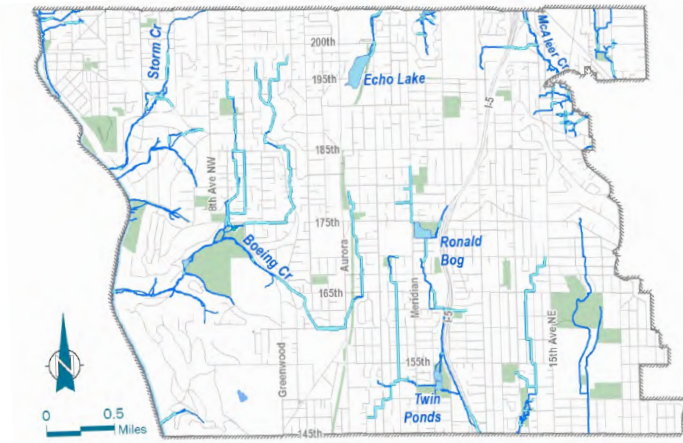 Storm Cr
200th
McAleer Cr
195th
Echo Lake
I-5
185th
8th Ave NW
175th
Boeing Cr
Aurora
Ronald
Bog
165th
Meridian
I-5
15th Ave NE
N
155th
Greenwood
0 0.5
Miles
Twin
Ponds
145th